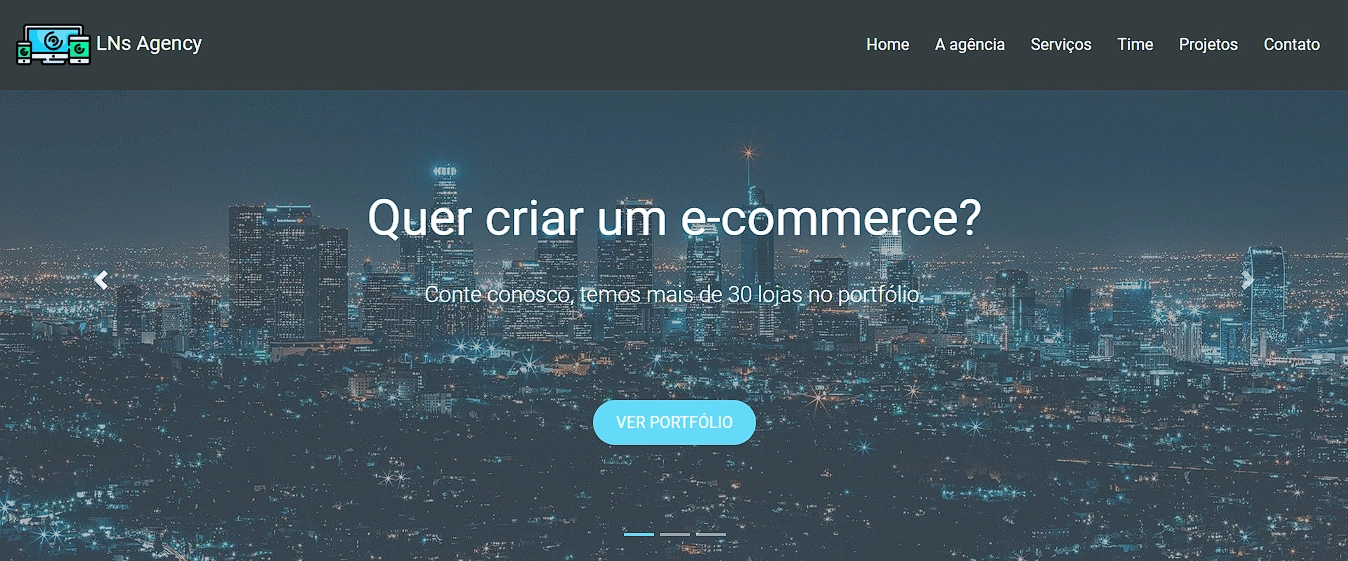 LNs Agency
Home A agência Serviços Time Projetos Contato
Quer criar um e-commerce?
Conte conosco, temos mais de 30 lojas no portfólio.
VER PORTFÓLIO